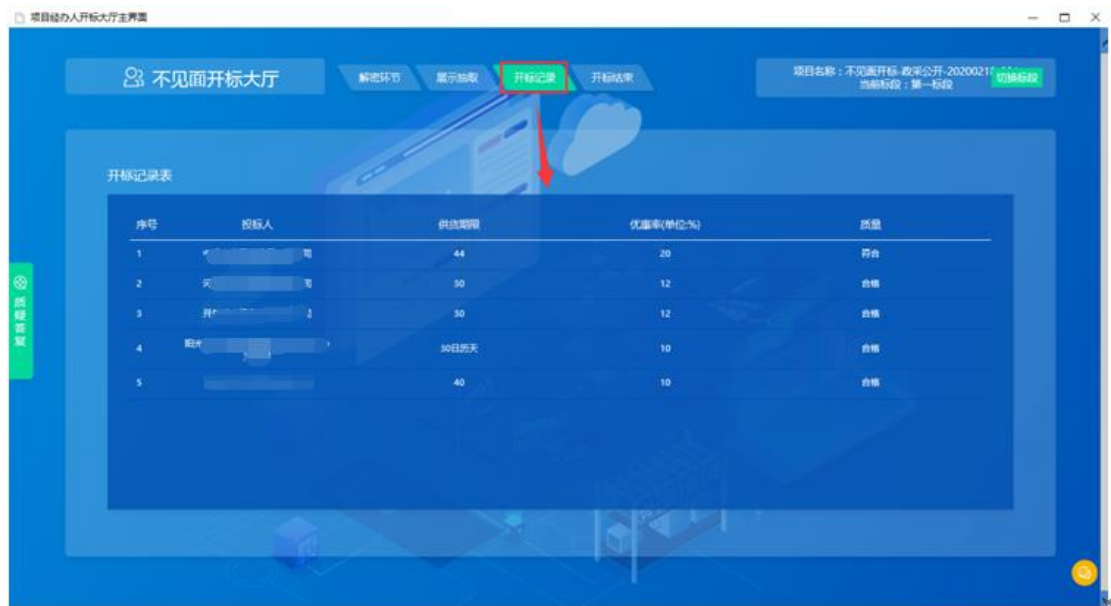 项目经办人开标大厅主界面
不见面开标大厅
解密环节
展示抽取
开标记录
开标结束
项目名称：不见面开标-政采公开-2020021
当前标段：第一标段
切换标段
开标记录表
序号 投标人 供货期限 优惠率(单位:%) 质量
1 司 44 20 符合
2 司 30 12 合格
3 30 12 合格
4 阳光 30日历天 10 合格
5 40 10 合格
质疑答复